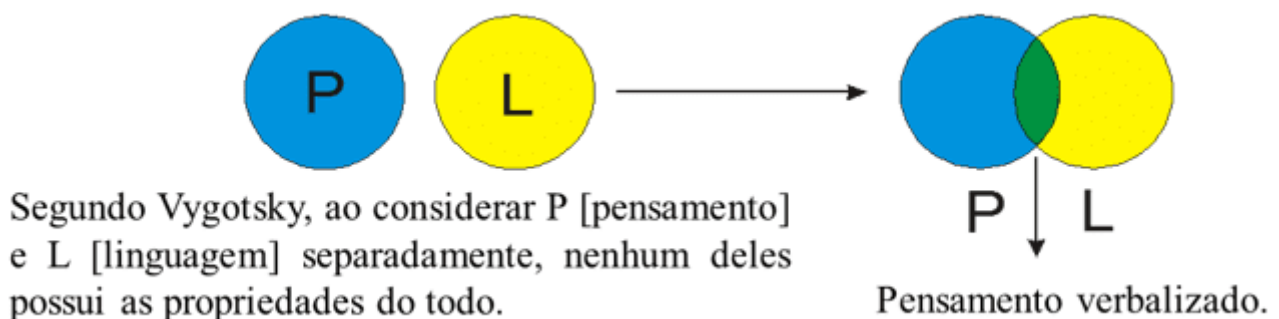 P
L
Segundo Vygotsky, ao considerar P [pensamento]
e L [linguagem] separadamente, nenhum deles
possui as propriedades do todo.
P L
Pensamento verbalizado.